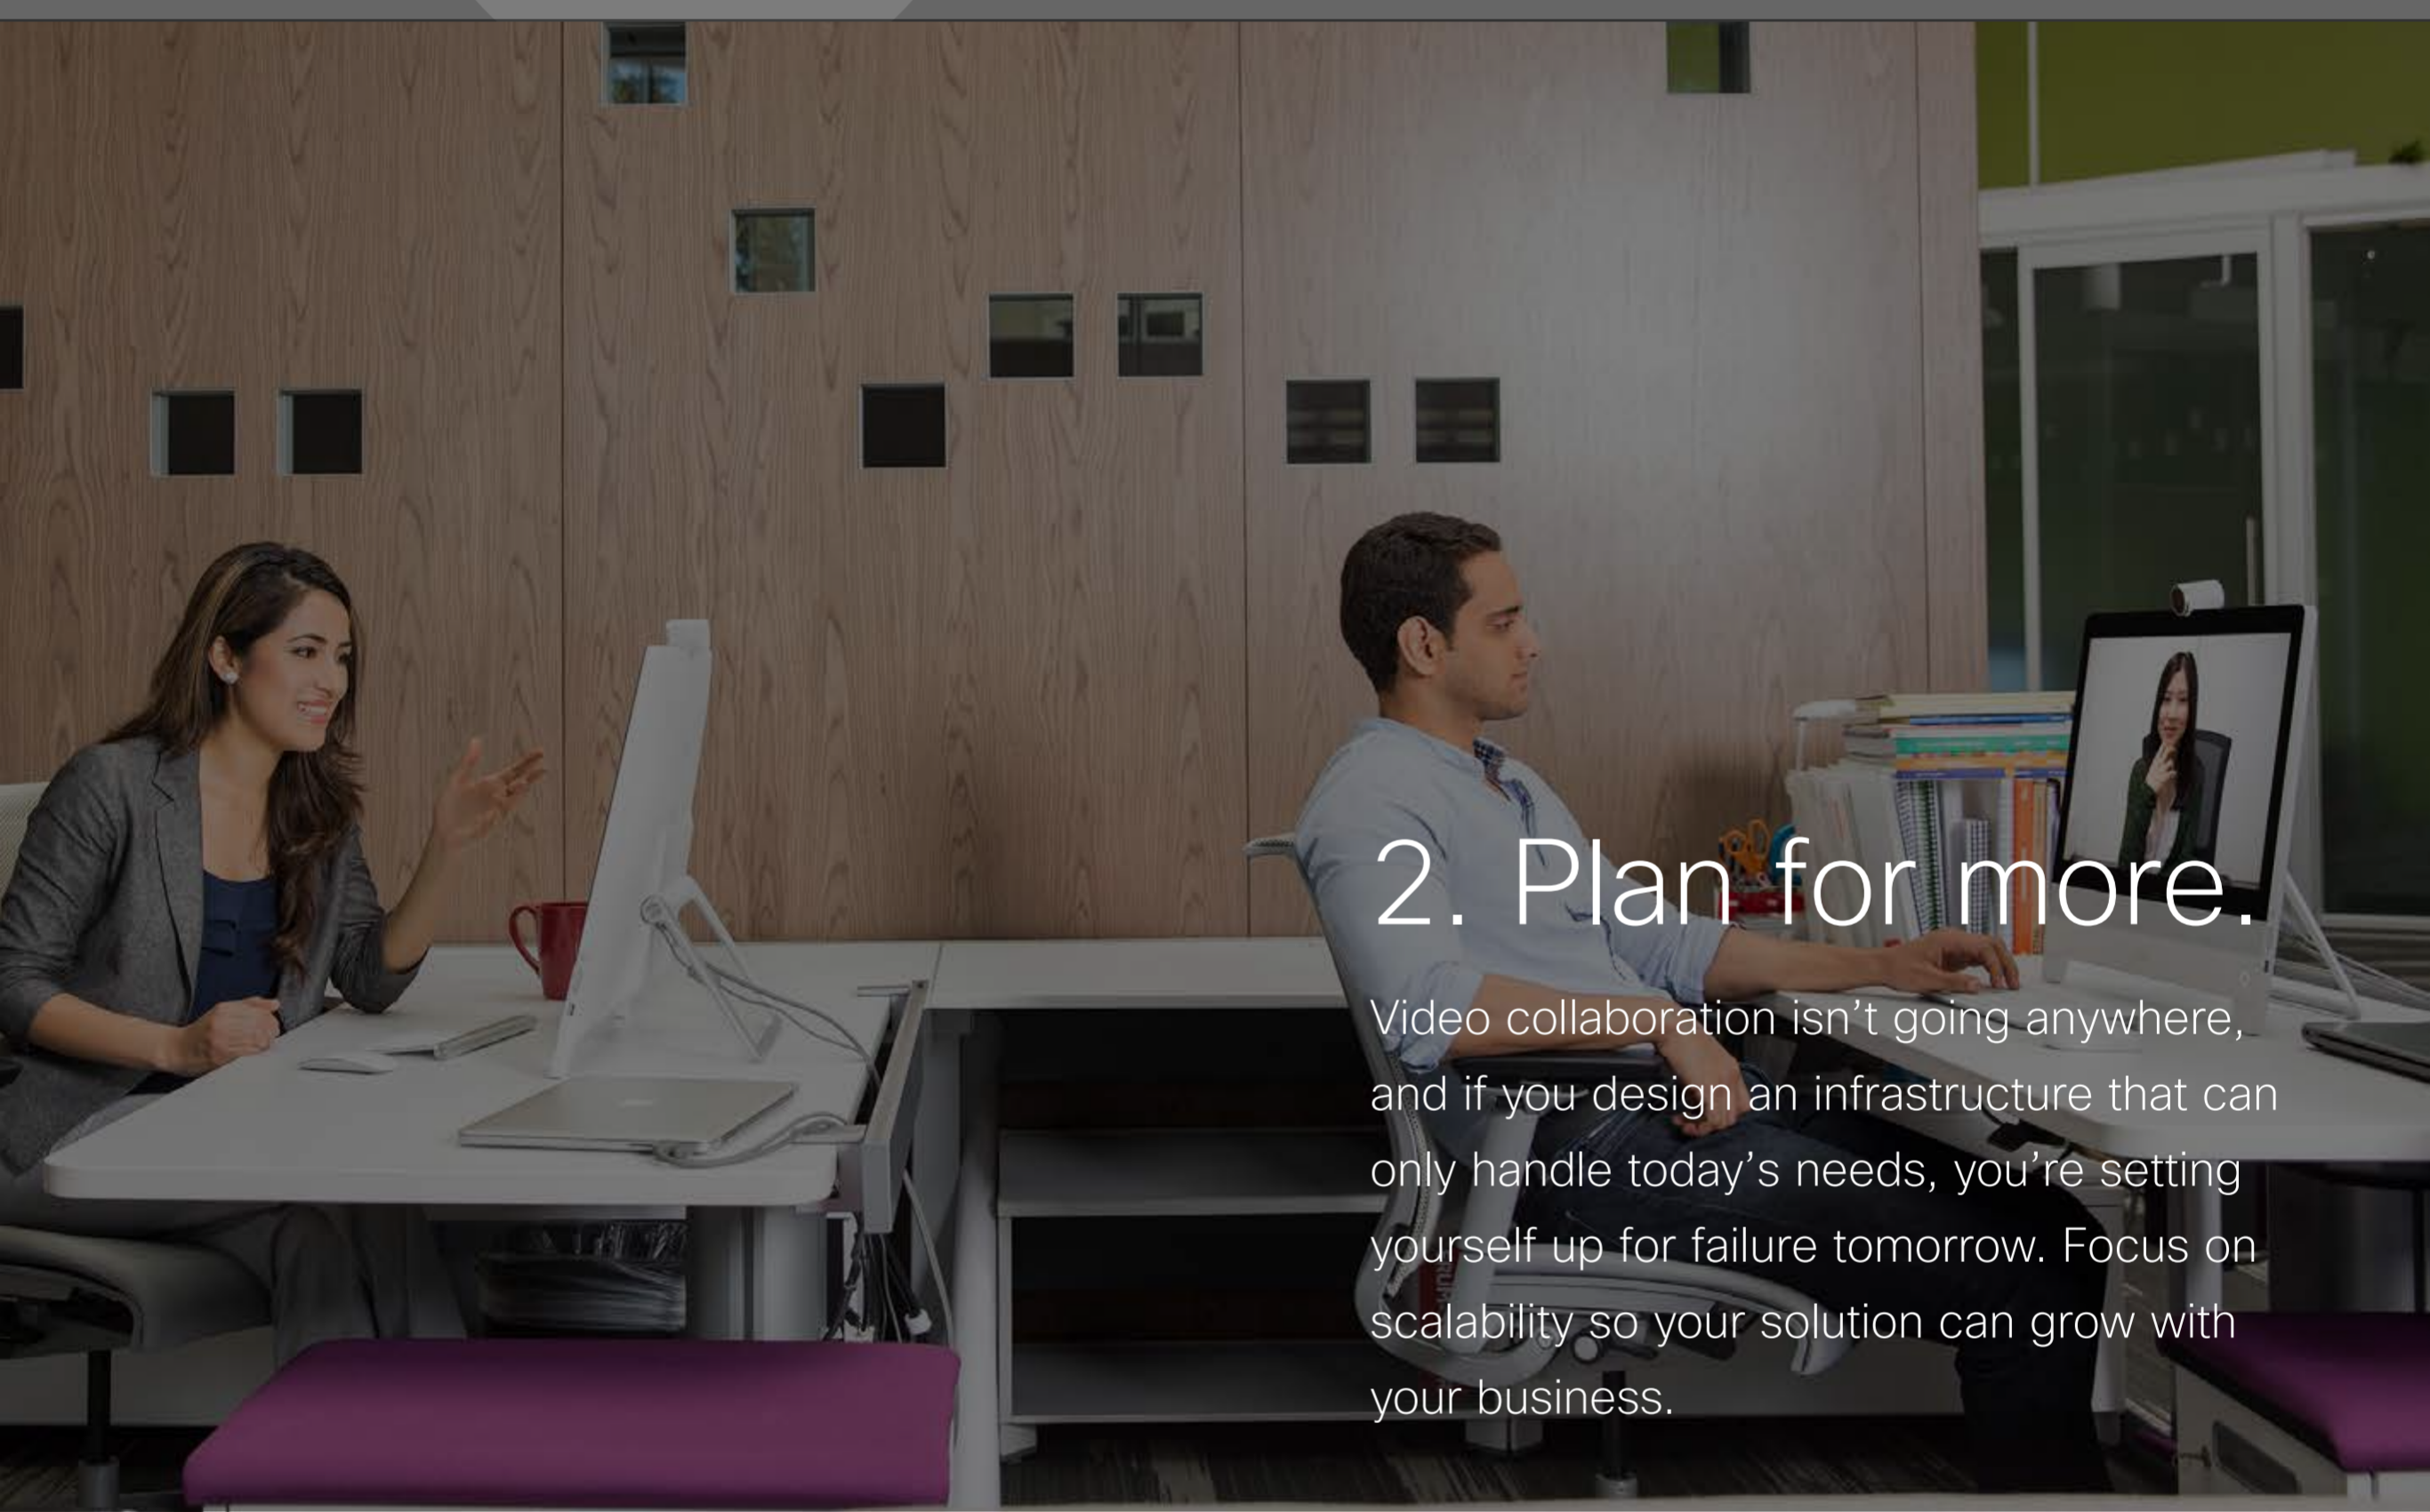 2. Plan for more.
Video collaboration isn’t going anywhere,
and if you design an infrastructure that can
only handle today’s needs, you’re setting
yourself up for failure tomorrow. Focus on
scalability so your solution can grow with
your business.